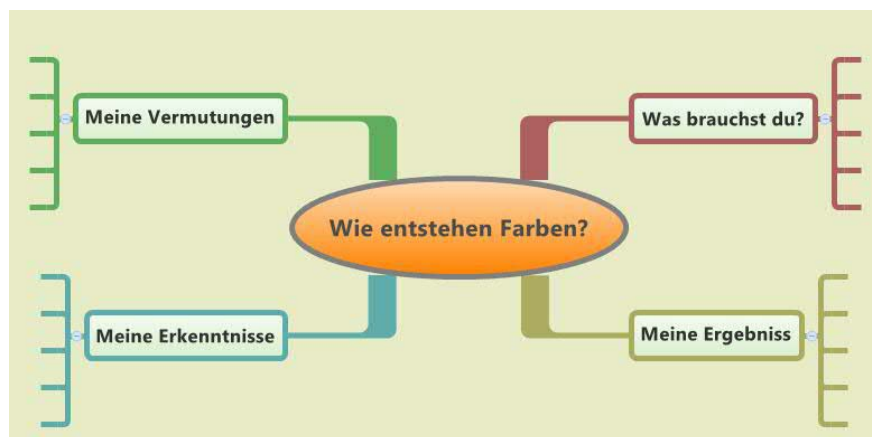 Meine Vermutungen
Was brauchst du?
Wie entstehen Farben?
Meine Erkenntnisse
Meine Ergebniss